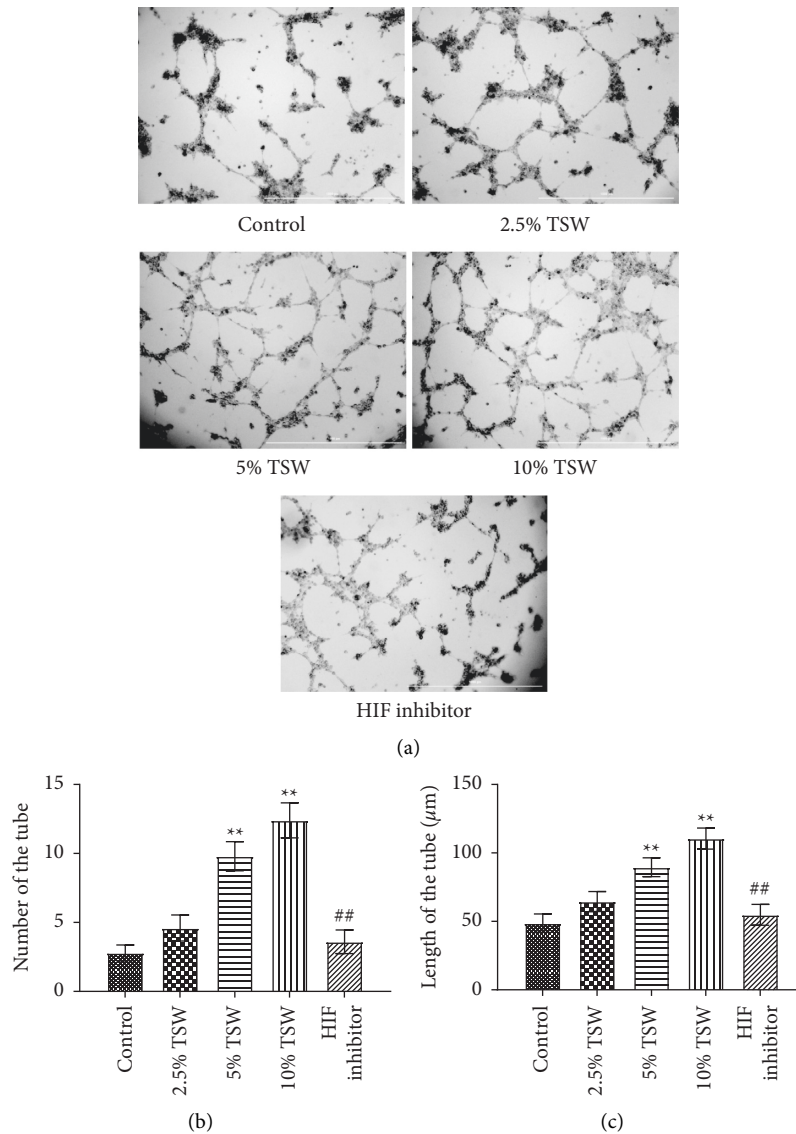 Control 2.5% TSW
5% TSW 10% TSW
HIF inhibitor
(a)
Number of the tube
15
10
5
0
**
**
##
Control
2.5% TSW
5% TSW
10% TSW
HIF
inhibitor
(b)
Length of the tube (μm)
150
100
50
0
**
**
##
Control
2.5% TSW
5% TSW
10% TSW
HIF
inhibitor
(c)